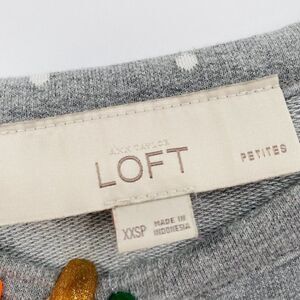 ANN TAYLOR
LOFT
PETITES
XXSP
MADE IN
INDONESIA